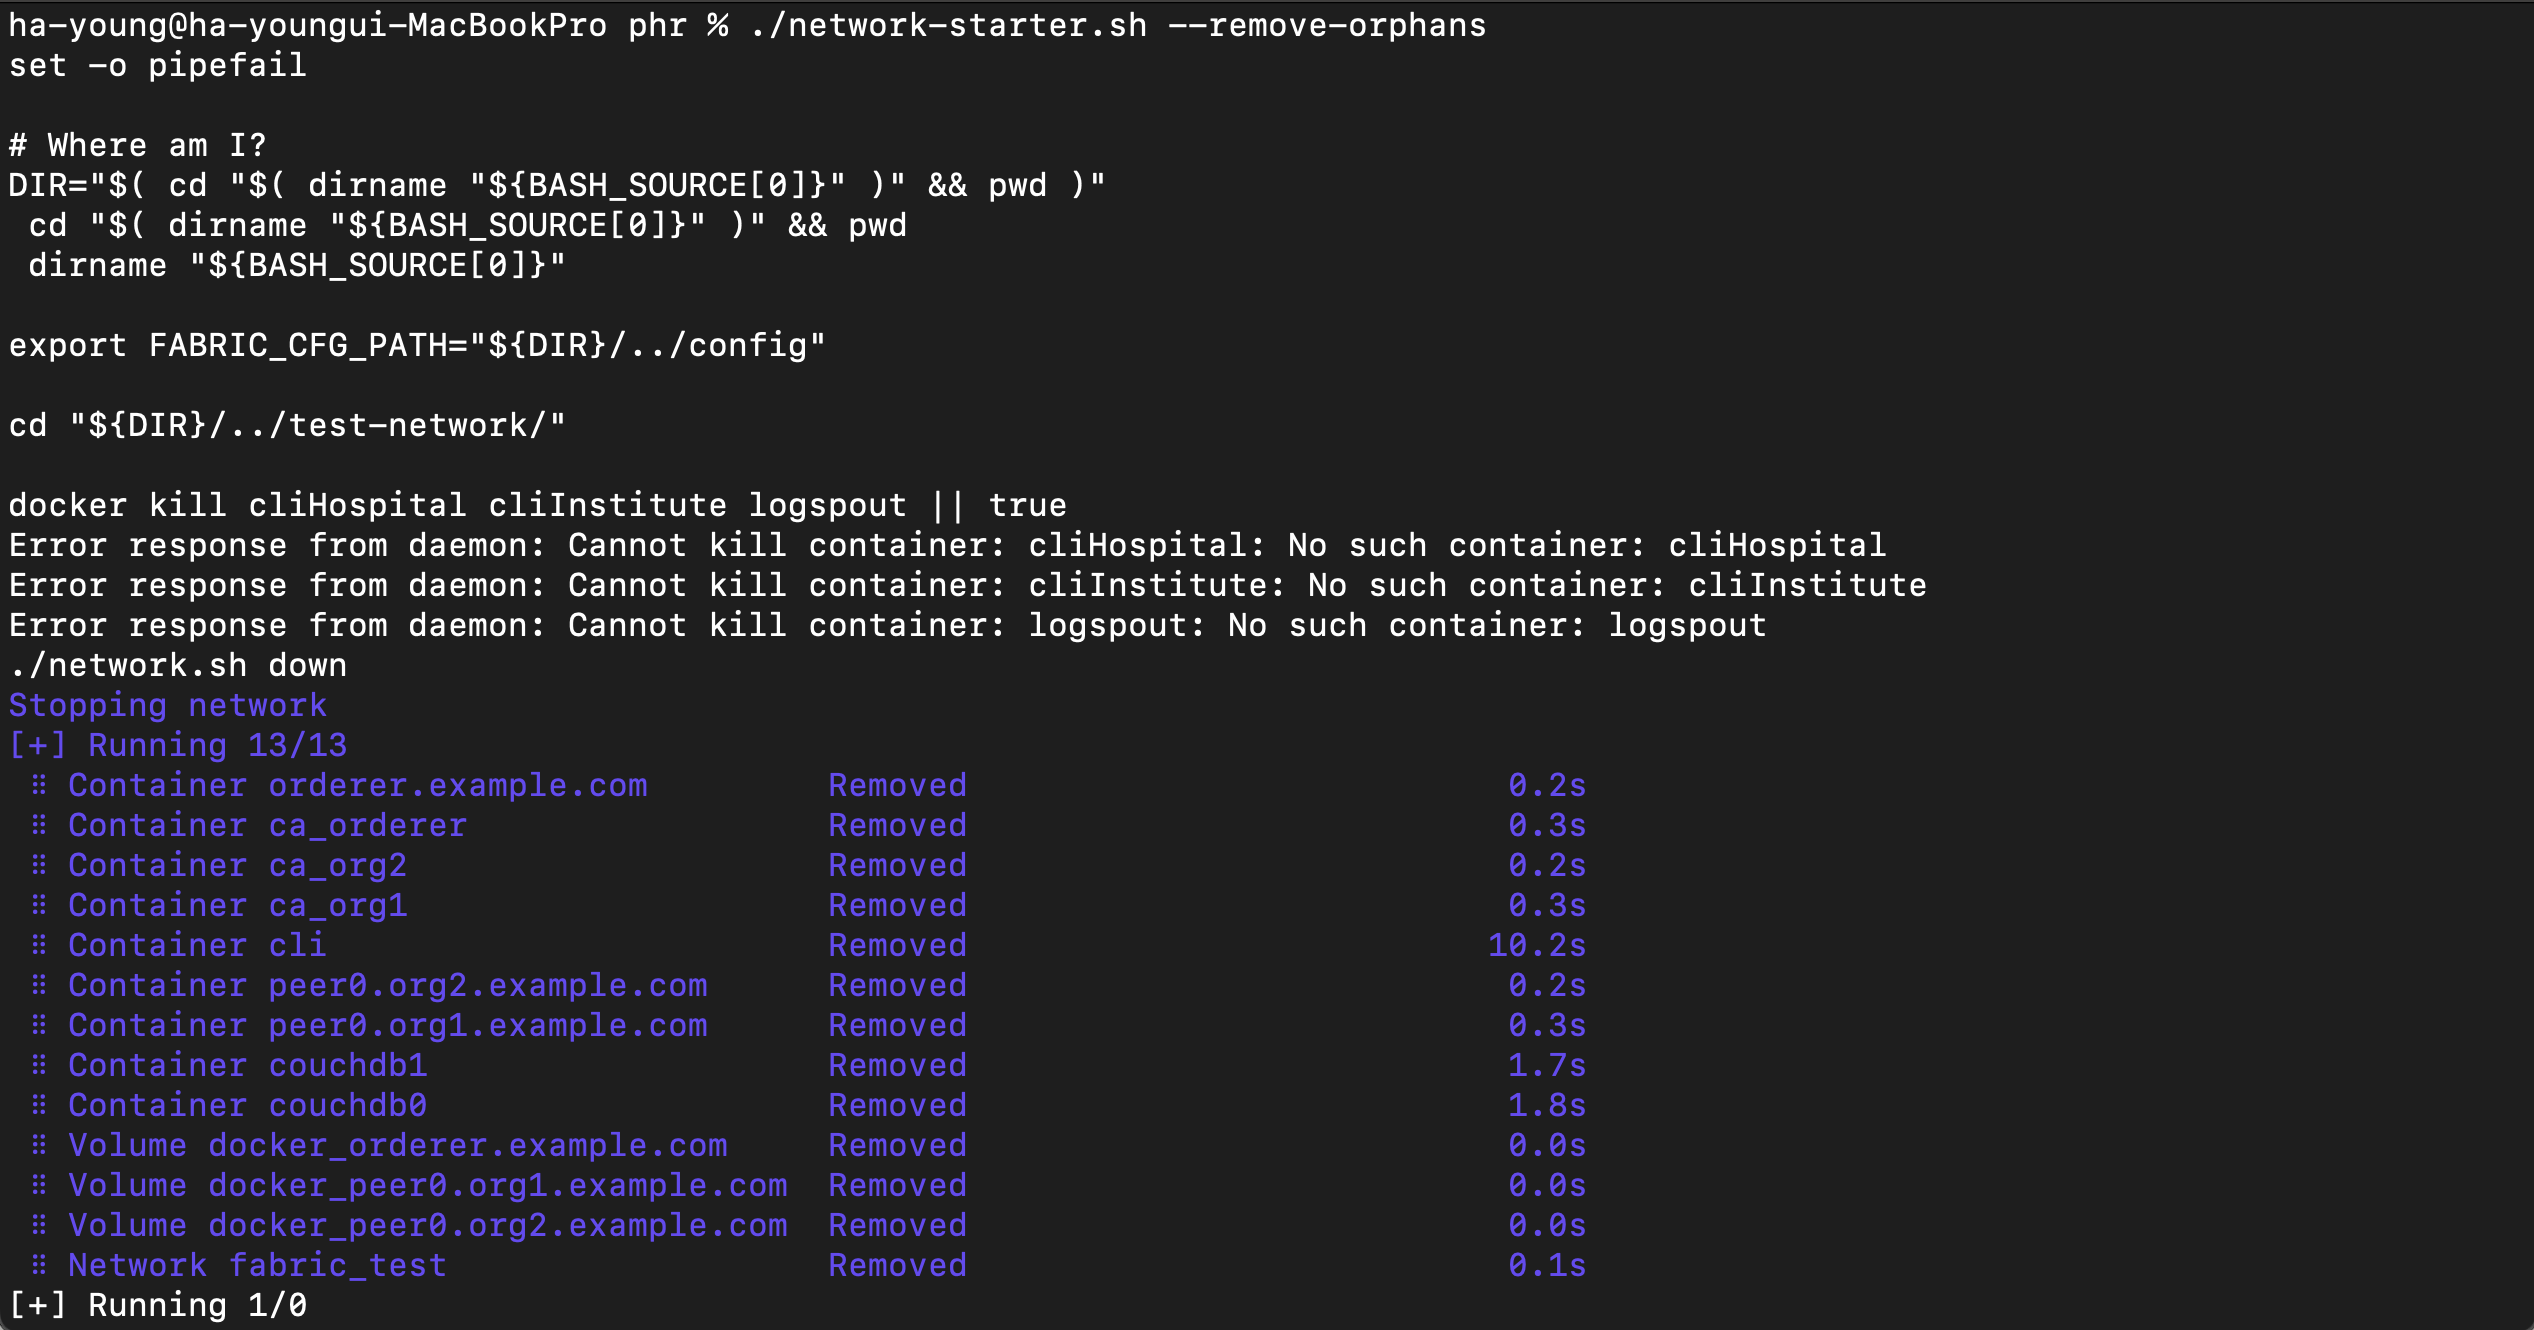 ha-young@ha-youngui-MacBookPro phr % ./network-starter.sh --remove-orphans
set -o pipefail
# Where am I?
DIR="$( cd "$( dirname "${BASH_SOURCE[0]}" )" && pwd )"
cd "$( dirname "${BASH_SOURCE[0]}" )" && pwd
dirname "${BASH_SOURCE[0]}"
export FABRIC_CFG_PATH="${DIR}/../config"
cd "${DIR}/../test-network/"
docker kill cliHospital cliInstitute logspout || true
Error response from daemon: Cannot kill container: cliHospital: No such container: cliHospital
Error response from daemon: Cannot kill container: cliInstitute: No such container: cliInstitute
Error response from daemon: Cannot kill container: logspout: No such container: logspout
./network.sh down
Stopping network
[+] Running 13/13
⠿ Container orderer.example.com Removed 0.2s
⠿ Container ca_orderer Removed 0.3s
⠿ Container ca_org2 Removed 0.2s
⠿ Container ca_org1 Removed 0.3s
⠿ Container cli Removed 10.2s
⠿ Container peer0.org2.example.com Removed 0.2s
⠿ Container peer0.org1.example.com Removed 0.3s
⠿ Container couchdb1 Removed 1.7s
⠿ Container couchdb0 Removed 1.8s
⠿ Volume docker_orderer.example.com Removed 0.0s
⠿ Volume docker_peer0.org1.example.com Removed 0.0s
⠿ Volume docker_peer0.org2.example.com Removed 0.0s
⠿ Network fabric_test Removed 0.1s
[+] Running 1/0